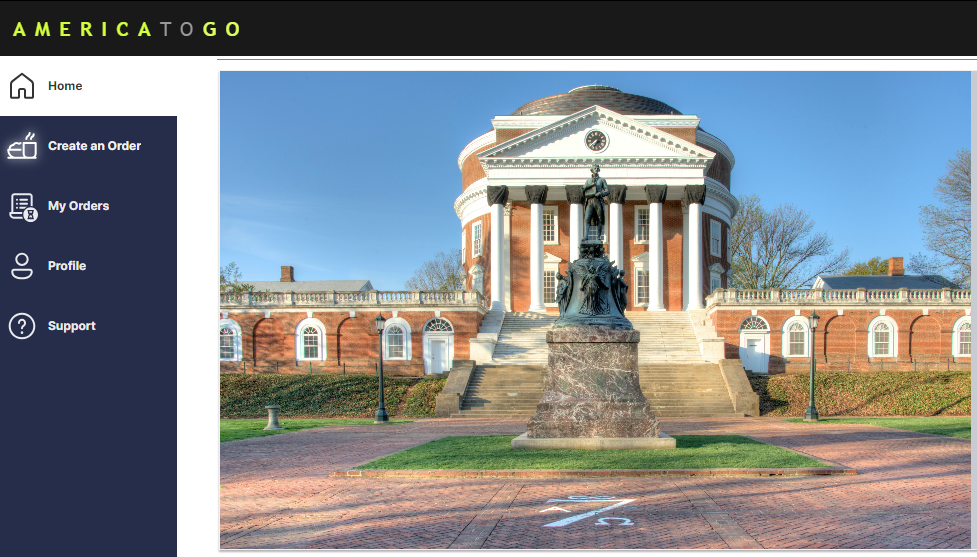 AMERICATOGO
Home
Create an Order
My Orders
Profile
Support